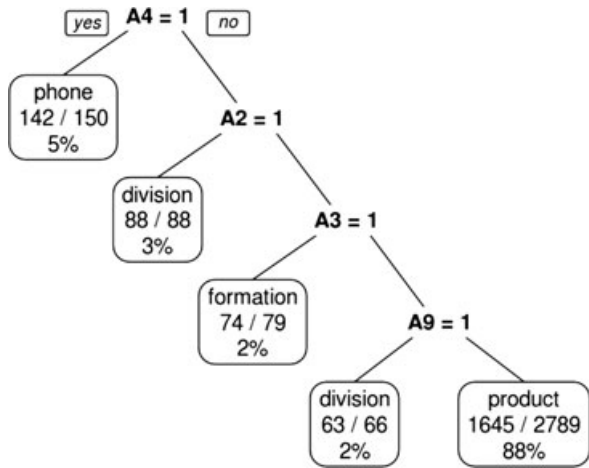 yes A4 = 1 no
phone
142 / 150
5%
A2 = 1
division
88 / 88
3%
A3 = 1
formation
74 / 79
2%
A9 = 1
division
63 / 66
2%
product
1645 / 2789
88%